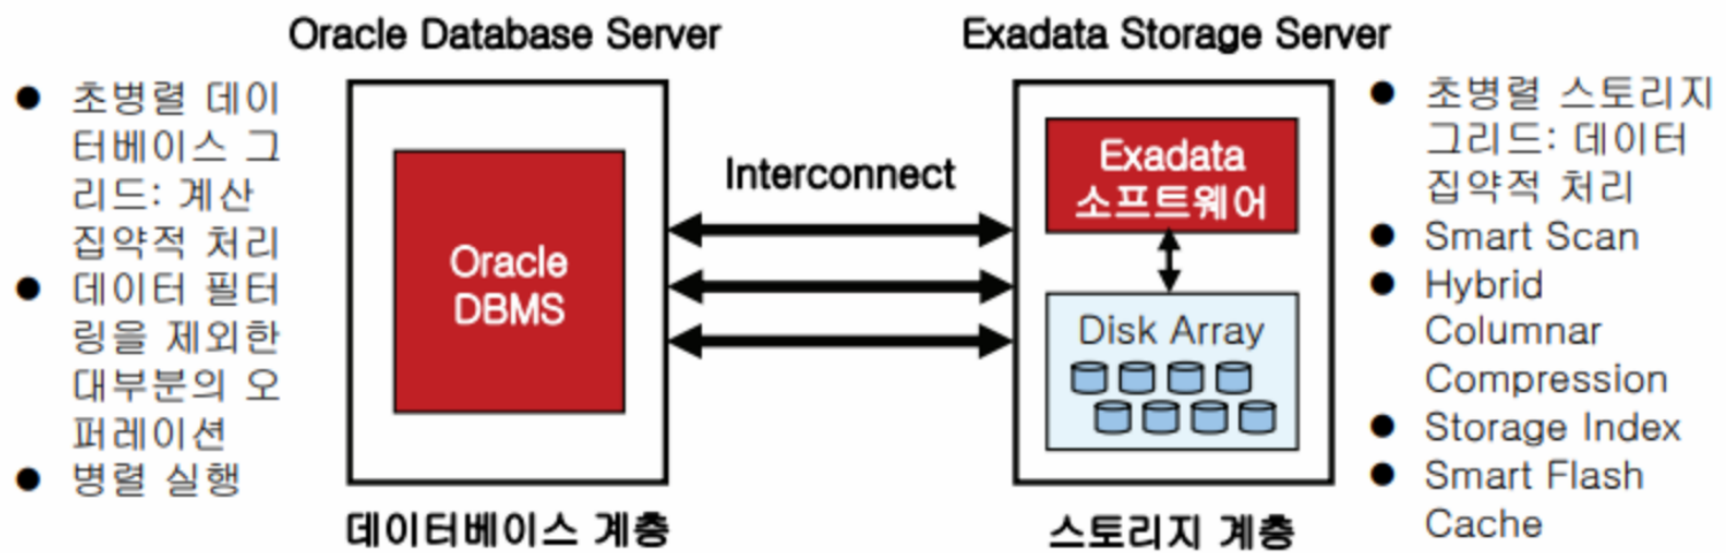 Oracle Database Server
● 초병렬 데이
터베이스 그
리드: 계산
집약적 처리
● 데이터 필터
링을 제외한
대부분의 오
퍼레이션
● 병렬 실행
Oracle
DBMS
데이터베이스 계층
Interconnect
Exadata Storage Server
Exadata
소프트웨어
Disk Array
스토리지 계층
● 초병렬 스토리지
그리드: 데이터
집약적 처리
● Smart Scan
● Hybrid
Columnar
Compression
● Storage Index
● Smart Flash
Cache